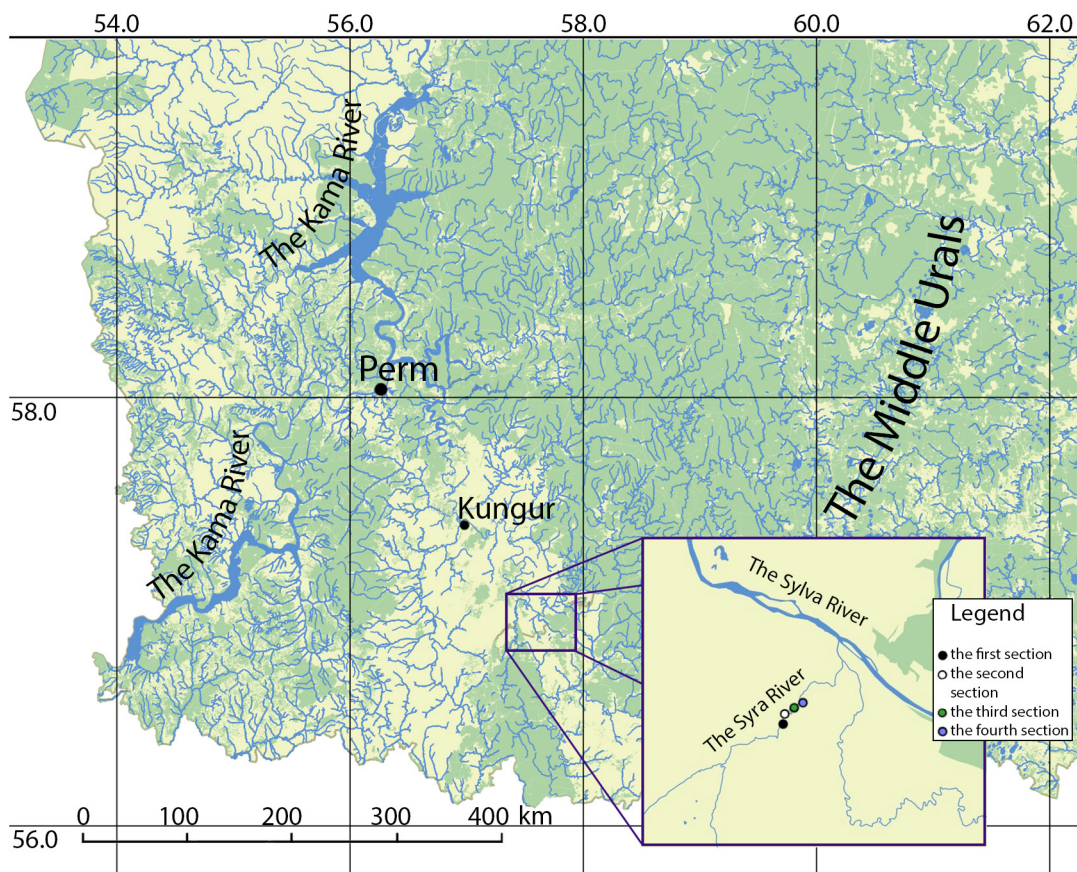 54.0 56.0 58.0 60.0 62.0
The Kama River
The Middle Urals
Perm
58.0
The Kama River
Kungur
The Sylva River
Legend
the first section
the second
section
the third section
the fourth section
The Syra River
0 100 200 300 400 km
56.0